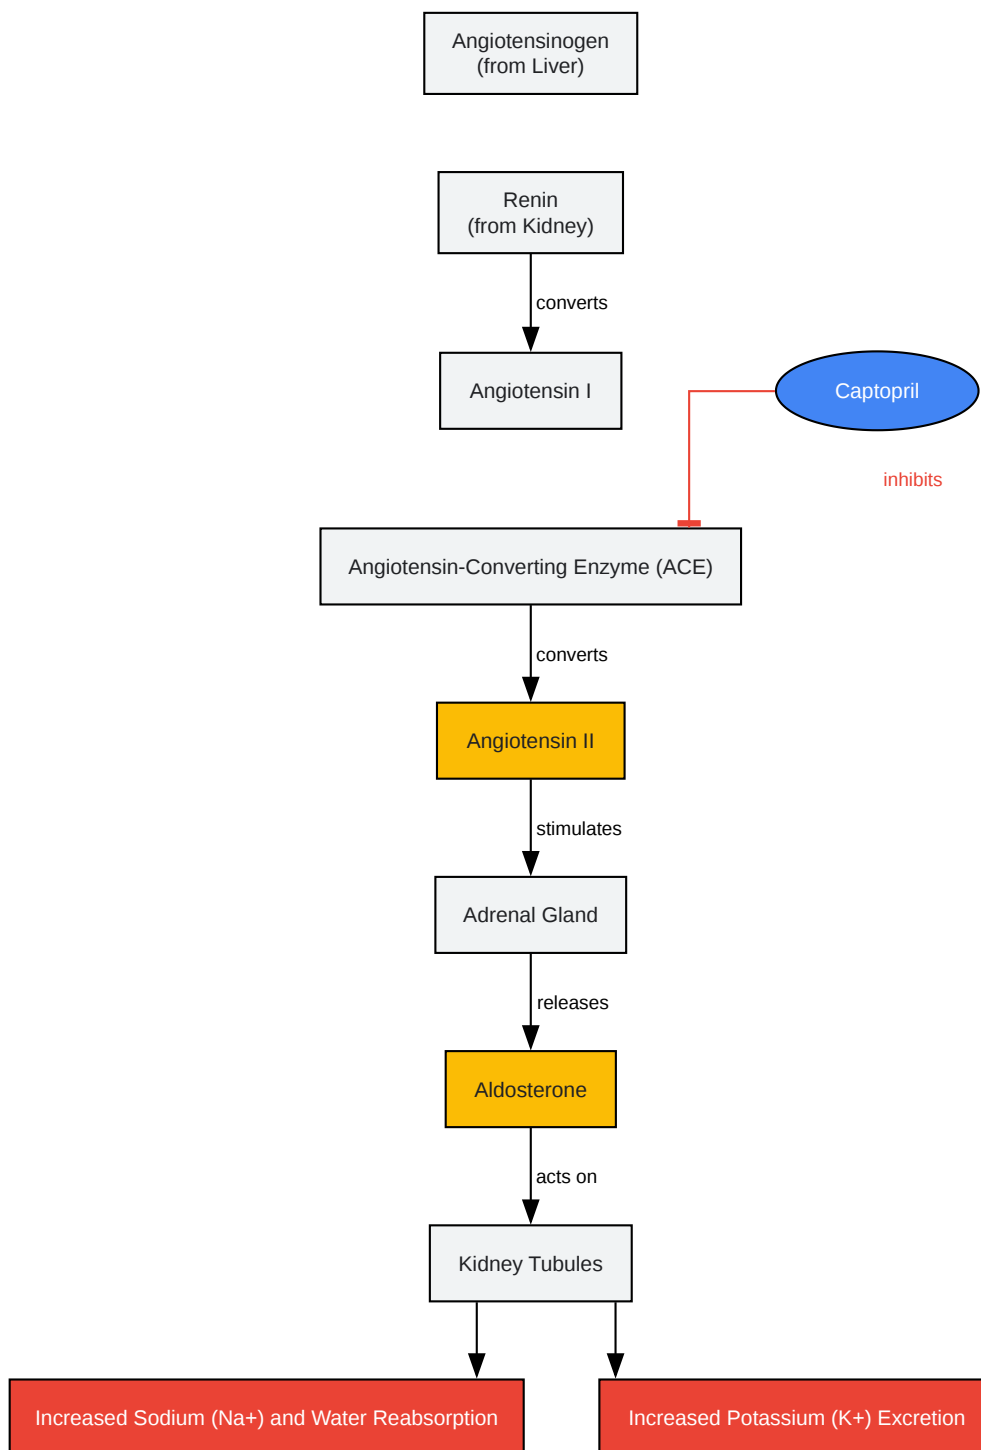 Angiotensinogen
(from Liver)
Renin
(from Kidney)
converts
Angiotensin I
Captopril
inhibits
Angiotensin-Converting Enzyme (ACE)
converts
Angiotensin II
stimulates
Adrenal Gland
releases
Aldosterone
acts on
Kidney Tubules
Increased Sodium (Na+) and Water Reabsorption
Increased Potassium (K+) Excretion